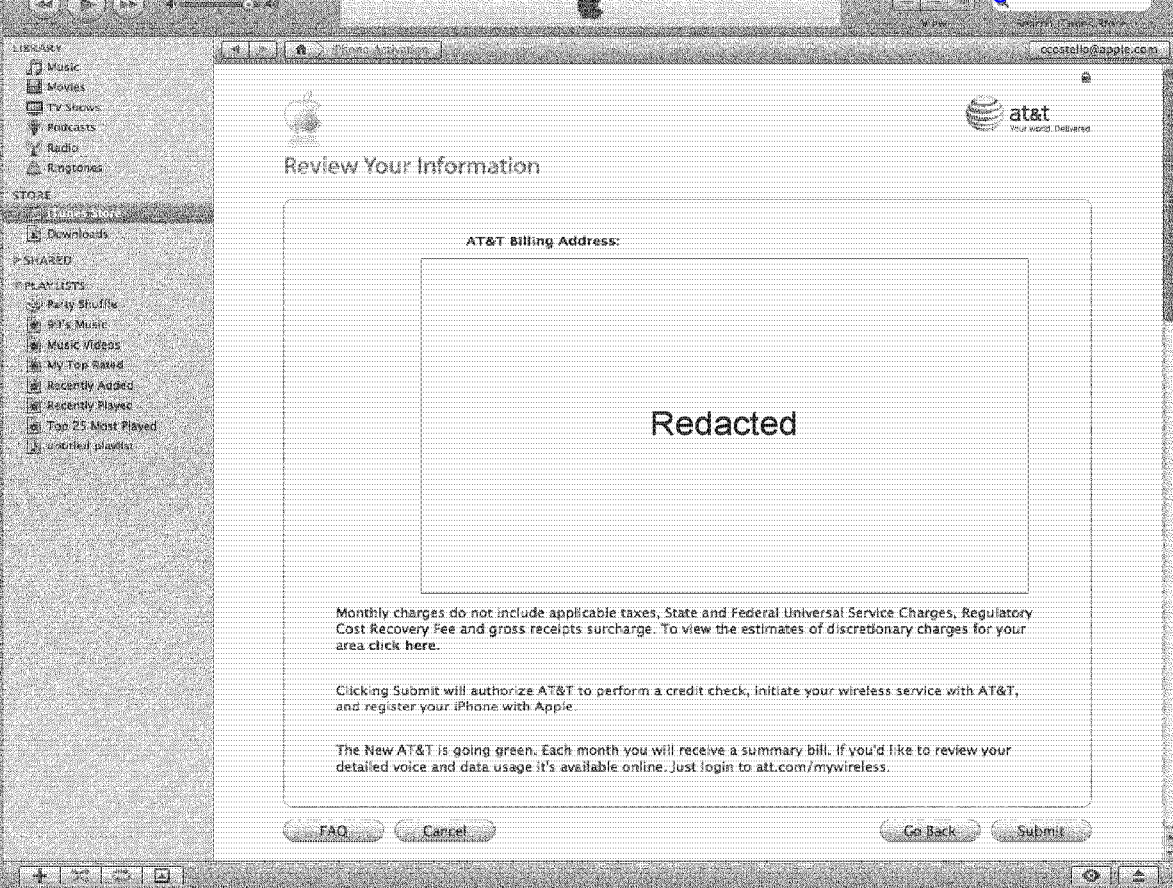 View
Search iTunes Store
LIBRARY
Music
Movies
TV Shows
Podcasts
Radio
Ringtones
STORE
iTunes Store
Downloads
SHARED
PLAYLISTS
Party Shuffle
90's Music
Music Videos
My Top Rated
Recently Added
Recently Played
Top 25 Most Played
untitled playlist
iPhone Activation
ccostello@apple.com
at&t
Your world. Delivered.
Review Your Information
AT&T Billing Address:
Redacted
Monthly charges do not include applicable taxes, State and Federal Universal Service Charges, Regulatory
Cost Recovery Fee and gross receipts surcharge. To view the estimates of discretionary charges for your
area click here.
Clicking Submit will authorize AT&T to perform a credit check, initiate your wireless service with AT&T,
and register your iPhone with Apple.
The New AT&T is going green. Each month you will receive a summary bill. If you'd like to review your
detailed voice and data usage it's available online. Just login to att.com/mywireless.
FAQ
Cancel
Go Back
Submit